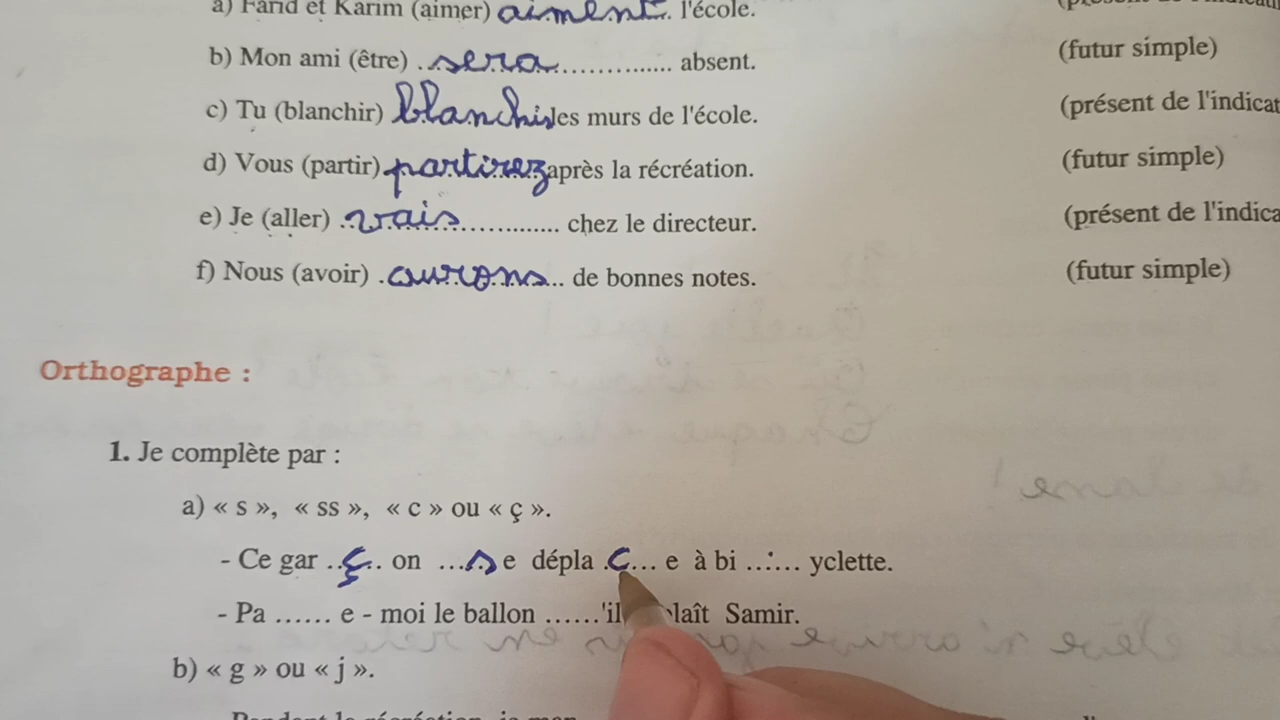 a) Farid et Karim (aimer) aiment l'école.
b) Mon ami (être) sera absent. (futur simple)
c) Tu (blanchir) blanchis les murs de l'école. (présent de l'indicat
d) Vous (partir) partirez après la récréation. (futur simple)
e) Je (aller) vais chez le directeur. (présent de l'indica
f) Nous (avoir) aurons de bonnes notes. (futur simple)
Orthographe :
1. Je complète par :
a) « s », « ss », « c » ou « ç ».
- Ce gar ..ç.. on ....s e dépla .c... e à bi ...... yclette.
- Pa ...... e - moi le ballon ......'il laît Samir.
b) « g » ou « j ».